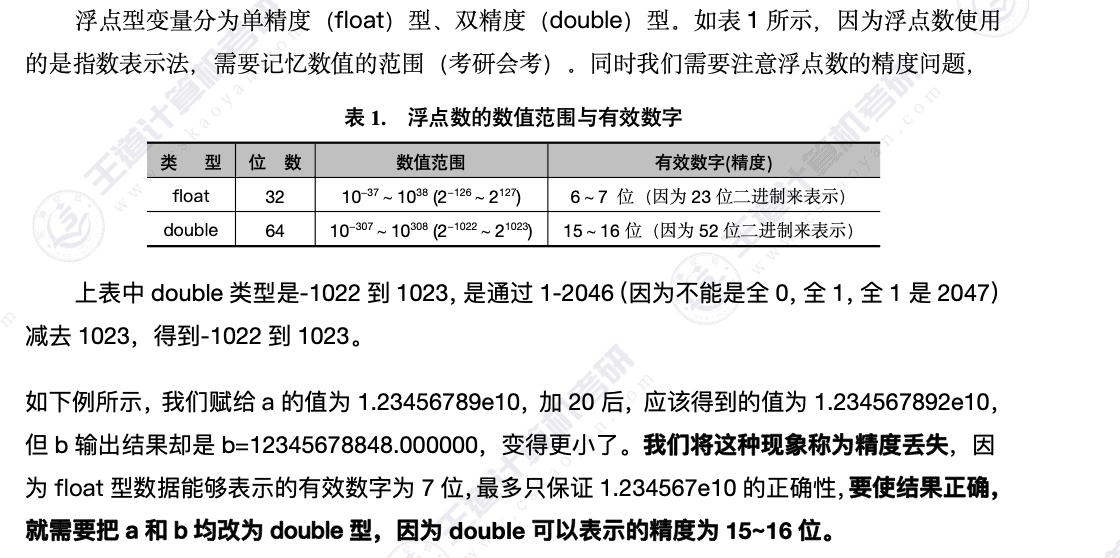 浮点型变量分为单精度（float）型、双精度（double）型。如表 1 所示，因为浮点数使用
的是指数表示法，需要记忆数值的范围（考研会考）。同时我们需要注意浮点数的精度问题，
表 1. 浮点数的数值范围与有效数字
类 型 位 数 数值范围 有效数字(精度)
float 32 10⁻³⁷ ~ 10³⁸ (2⁻¹²⁶ ~ 2¹²⁷) 6 ~ 7 位（因为 23 位二进制来表示）
double 64 10⁻³⁰⁷ ~ 10³⁰⁸ (2⁻¹⁰²² ~ 2¹⁰²³) 15 ~ 16 位（因为 52 位二进制来表示）
上表中 double 类型是-1022 到 1023, 是通过 1-2046（因为不能是全 0, 全 1, 全 1 是 2047）
减去 1023，得到-1022 到 1023。
如下例所示，我们赋给 a 的值为 1.23456789e10，加 20 后，应该得到的值为 1.234567892e10，
但 b 输出结果却是 b=12345678848.000000，变得更小了。我们将这种现象称为精度丢失，因
为 float 型数据能够表示的有效数字为 7 位, 最多只保证 1.234567e10 的正确性, 要使结果正确，
就需要把 a 和 b 均改为 double 型，因为 double 可以表示的精度为 15~16 位。
王道计算机考研